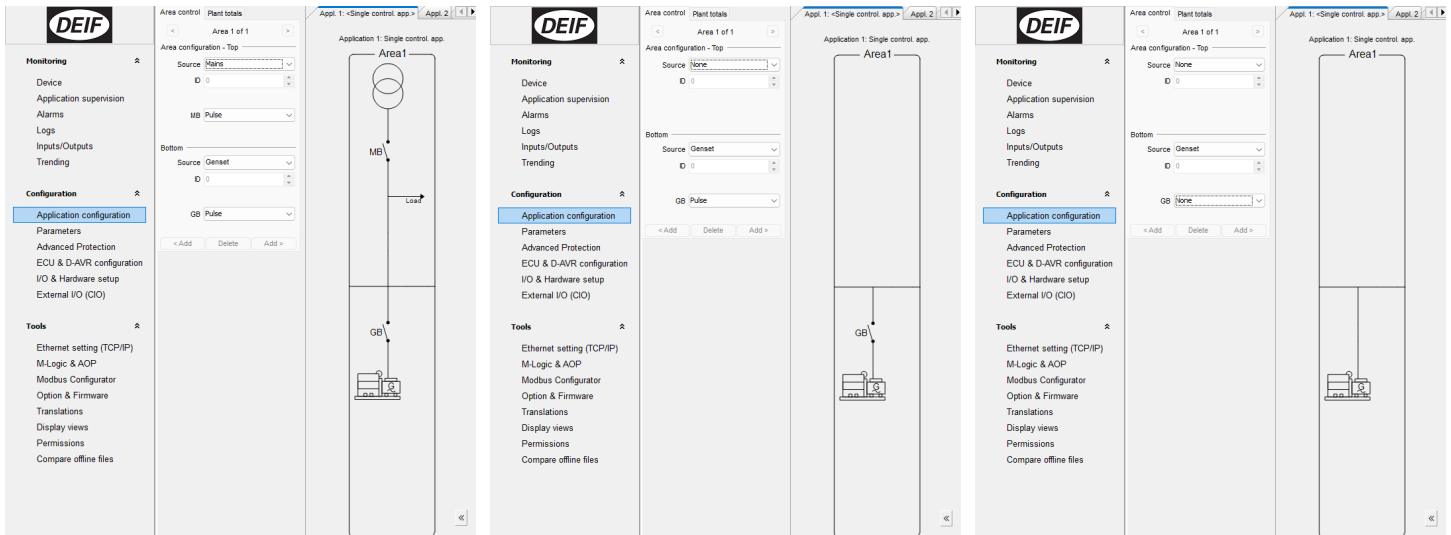 DEIF
Monitoring
Device
Application supervision
Alarms
Logs
Inputs/Outputs
Trending
Configuration
Application configuration
Parameters
Advanced Protection
ECU & D-AVR configuration
I/O & Hardware setup
External I/O (CIO)
Tools
Ethernet setting (TCP/IP)
M-Logic & AOP
Modbus Configurator
Option & Firmware
Translations
Display views
Permissions
Compare offline files
Area control Plant totals
< Area 1 of 1 >
Area configuration - Top
Source Mains
ID 0
MB Pulse
Bottom
Source Genset
ID 0
GB Pulse
< Add Delete Add >
Appl. 1: <Single control. app.> Appl. 2
Application 1: Single control. app.
Area1
MB
Load
GB
G
«
DEIF
Monitoring
Device
Application supervision
Alarms
Logs
Inputs/Outputs
Trending
Configuration
Application configuration
Parameters
Advanced Protection
ECU & D-AVR configuration
I/O & Hardware setup
External I/O (CIO)
Tools
Ethernet setting (TCP/IP)
M-Logic & AOP
Modbus Configurator
Option & Firmware
Translations
Display views
Permissions
Compare offline files
Area control Plant totals
< Area 1 of 1 >
Area configuration - Top
Source None
ID 0
Bottom
Source Genset
ID 0
GB Pulse
< Add Delete Add >
Appl. 1: <Single control. app.> Appl. 2
Application 1: Single control. app.
Area1
GB
G
«
DEIF
Monitoring
Device
Application supervision
Alarms
Logs
Inputs/Outputs
Trending
Configuration
Application configuration
Parameters
Advanced Protection
ECU & D-AVR configuration
I/O & Hardware setup
External I/O (CIO)
Tools
Ethernet setting (TCP/IP)
M-Logic & AOP
Modbus Configurator
Option & Firmware
Translations
Display views
Permissions
Compare offline files
Area control Plant totals
< Area 1 of 1 >
Area configuration - Top
Source None
ID 0
Bottom
Source Genset
ID 0
GB None
< Add Delete Add >
Appl. 1: <Single control. app.> Appl. 2
Application 1: Single control. app.
Area1
G
«